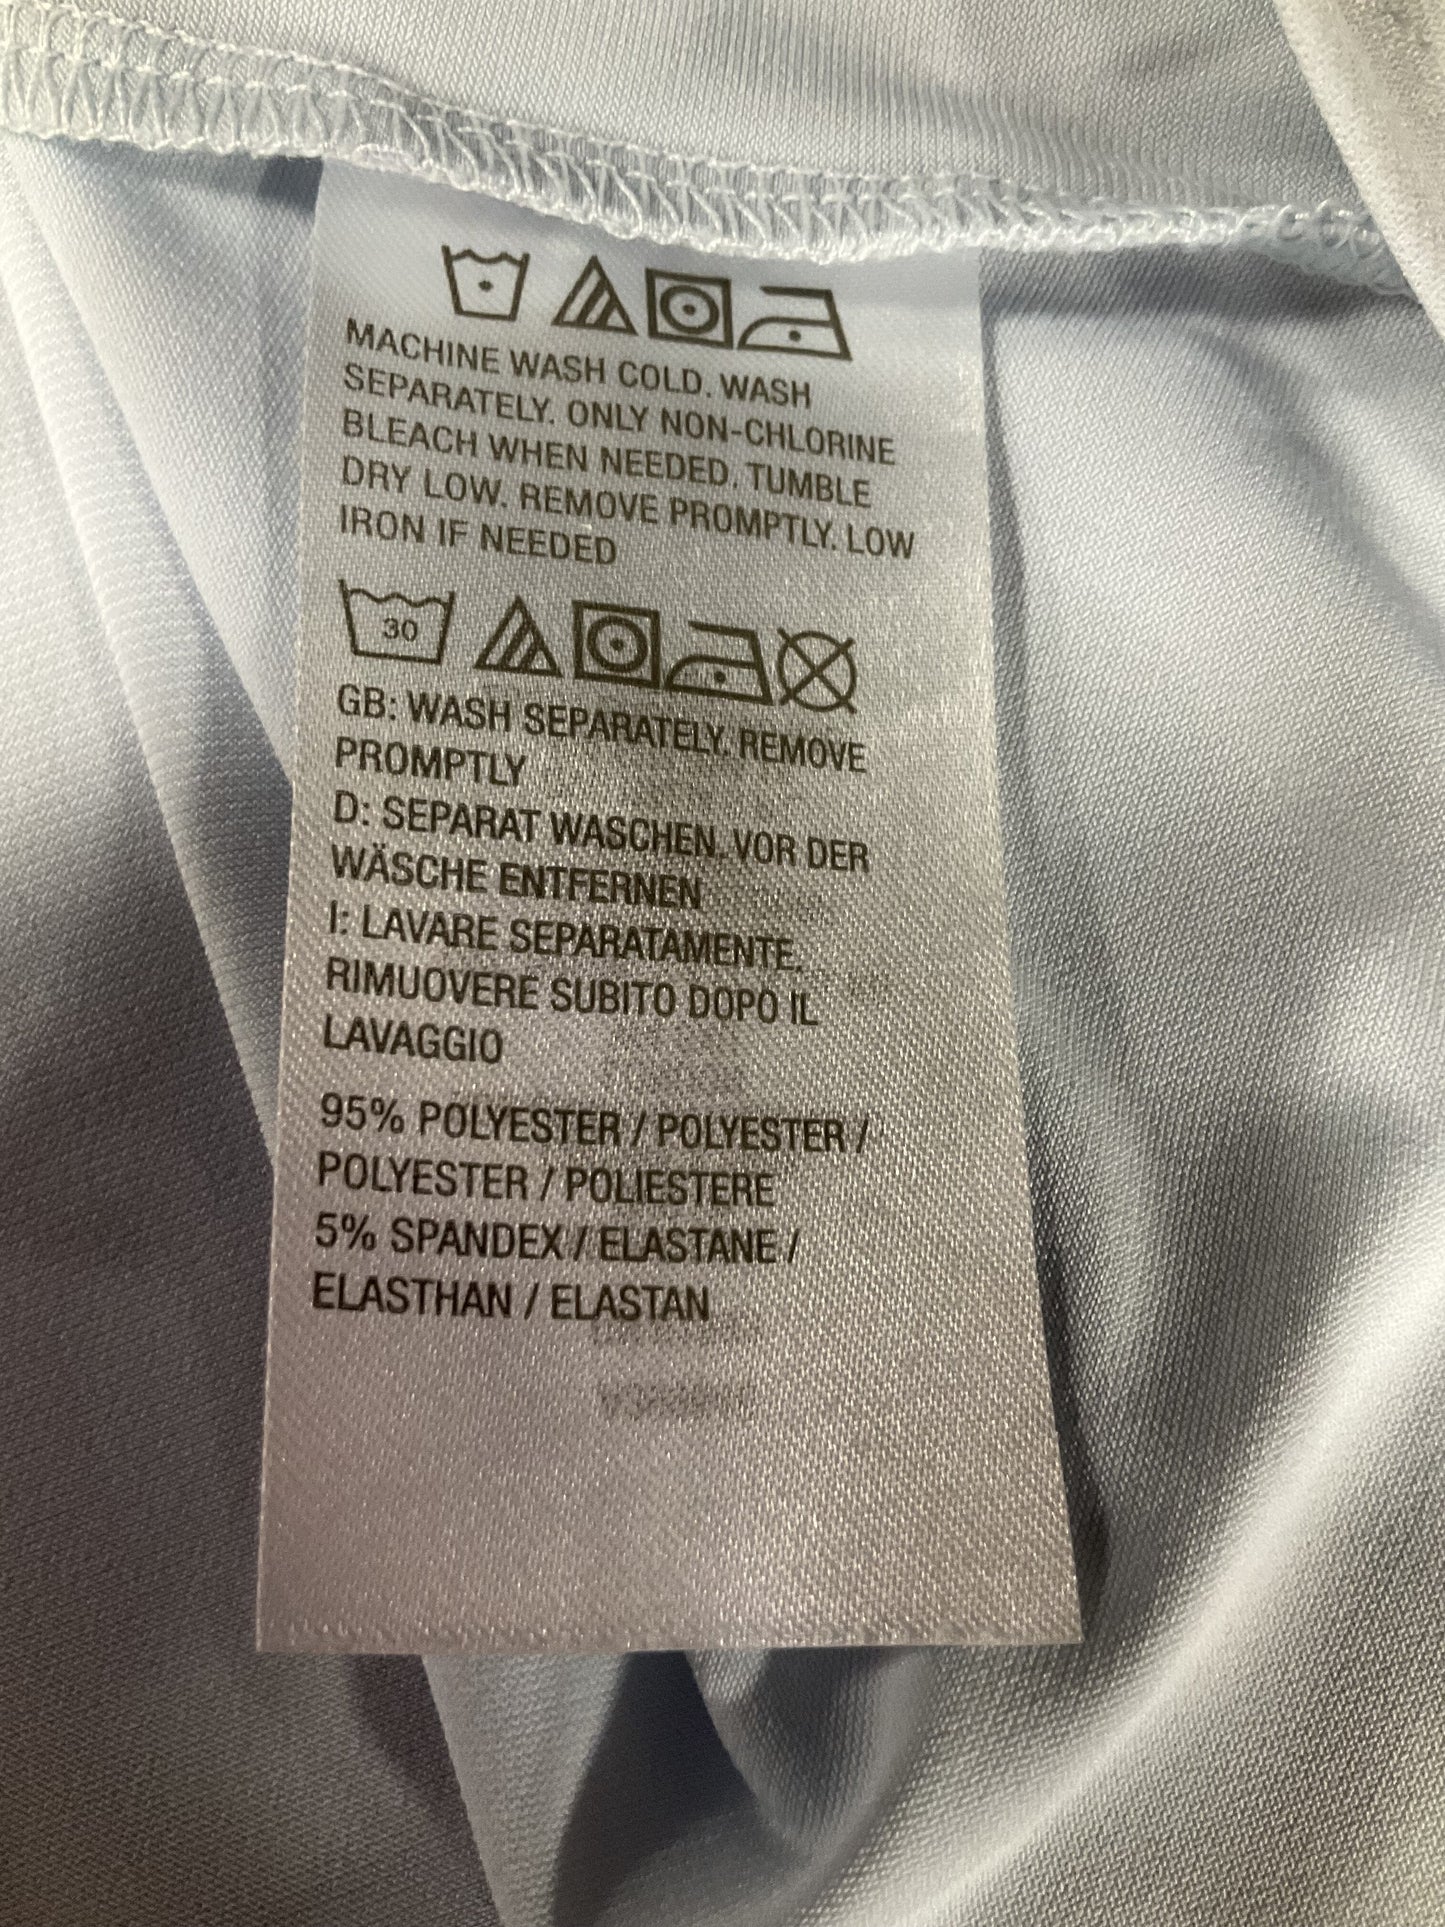 MACHINE WASH COLD. WASH
SEPARATELY. ONLY NON-CHLORINE
BLEACH WHEN NEEDED. TUMBLE
DRY LOW. REMOVE PROMPTLY. LOW
IRON IF NEEDED
30
GB: WASH SEPARATELY. REMOVE
PROMPTLY
D: SEPARAT WASCHEN. VOR DER
WÄSCHE ENTFERNEN
I: LAVARE SEPARATAMENTE.
RIMUOVERE SUBITO DOPO IL
LAVAGGIO
95% POLYESTER / POLYESTER /
POLYESTER / POLIESTERE
5% SPANDEX / ELASTANE /
ELASTHAN / ELASTAN